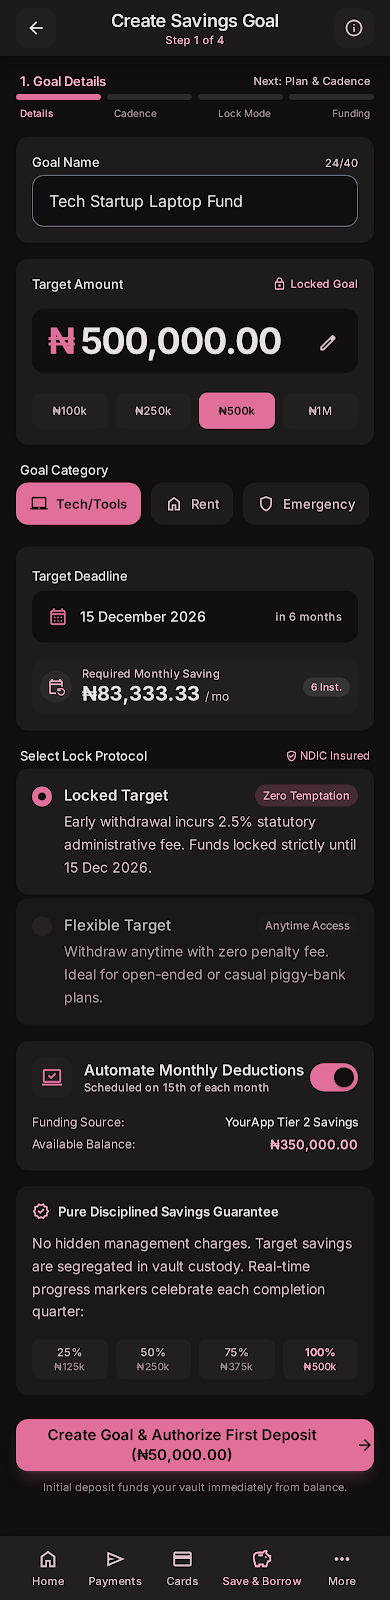 Create Savings Goal
Step 1 of 4
1. Goal Details
Next: Plan & Cadence
Details
Cadence
Lock Mode
Funding
Goal Name
24/40
Tech Startup Laptop Fund
Target Amount
Locked Goal
₦ 500,000.00
₦100k
₦250k
₦500k
₦1M
Goal Category
Tech/Tools
Rent
Emergency
Target Deadline
15 December 2026
in 6 months
Required Monthly Saving
₦83,333.33 / mo
6 Inst.
Select Lock Protocol
NDIC Insured
Locked Target
Zero Temptation
Early withdrawal incurs 2.5% statutory
administrative fee. Funds locked strictly until
15 Dec 2026.
Flexible Target
Anytime Access
Withdraw anytime with zero penalty fee.
Ideal for open-ended or casual piggy-bank
plans.
Automate Monthly Deductions
Scheduled on 15th of each month
Funding Source:
YourApp Tier 2 Savings
Available Balance:
₦350,000.00
Pure Disciplined Savings Guarantee
No hidden management charges. Target savings
are segregated in vault custody. Real-time
progress markers celebrate each completion
quarter:
25%
₦125k
50%
₦250k
75%
₦375k
100%
₦500k
Create Goal & Authorize First Deposit
(₦50,000.00)
Initial deposit funds your vault immediately from balance.
Home
Payments
Cards
Save & Borrow
More